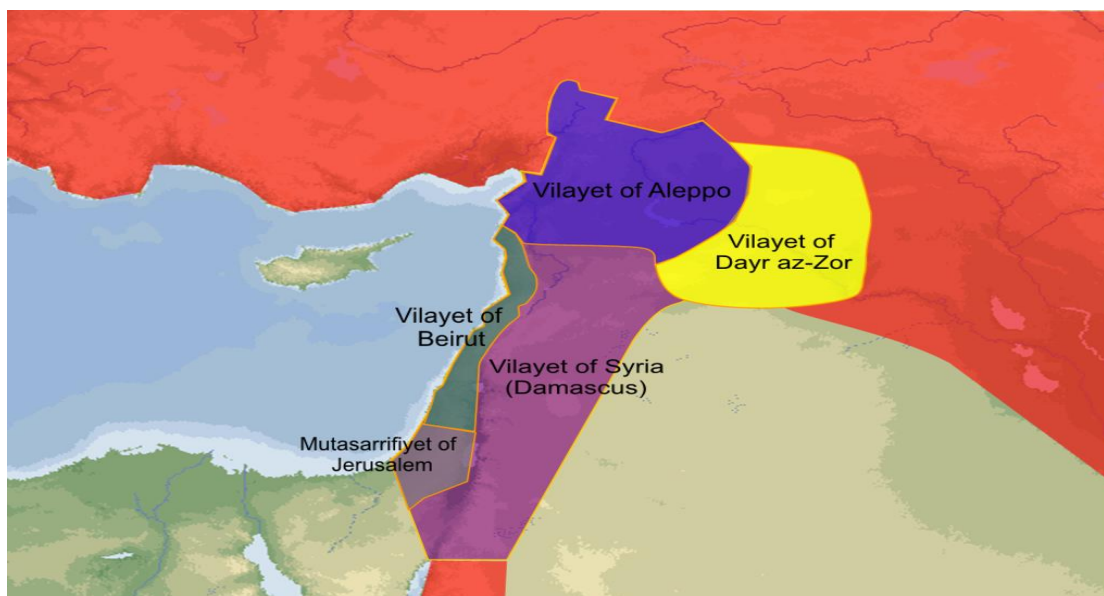 Vilayet of Aleppo
Vilayet of
Dayr az-Zor
Vilayet of
Beirut
Vilayet of Syria
(Damascus)
Mutasarrifiyet of
Jerusalem